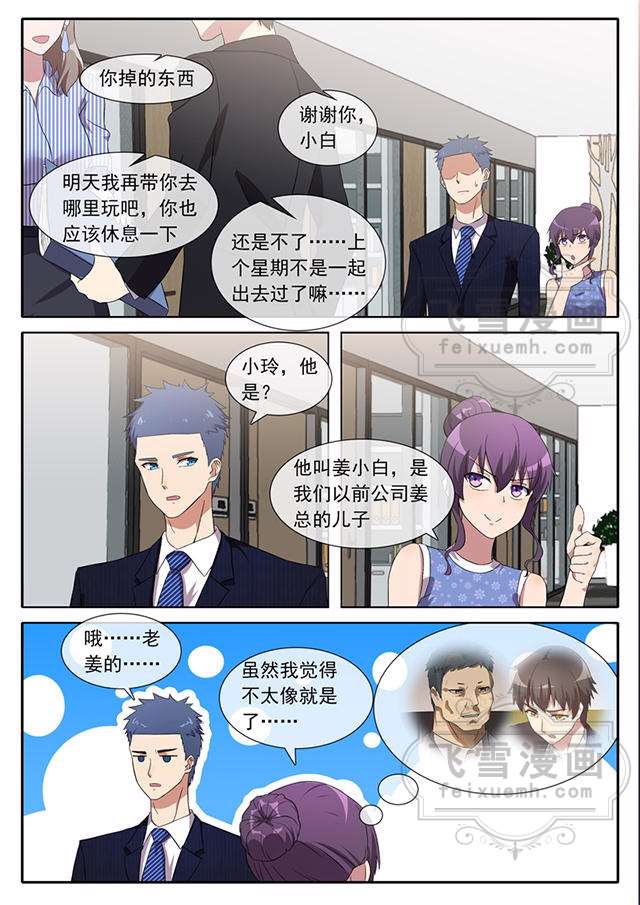 你掉的东西
谢谢你，
小白
明天我再带你去
哪里玩吧，你也
应该休息一下
还是不了……上
个星期不是一起
出去过了嘛……
飞雪漫画
feixuemh.com
小玲，他
是？
他叫姜小白，是
我们以前公司姜
总的儿子
哦……老
姜的……
虽然我觉得
不太像就是
了……
飞雪漫画
feixuemh.com